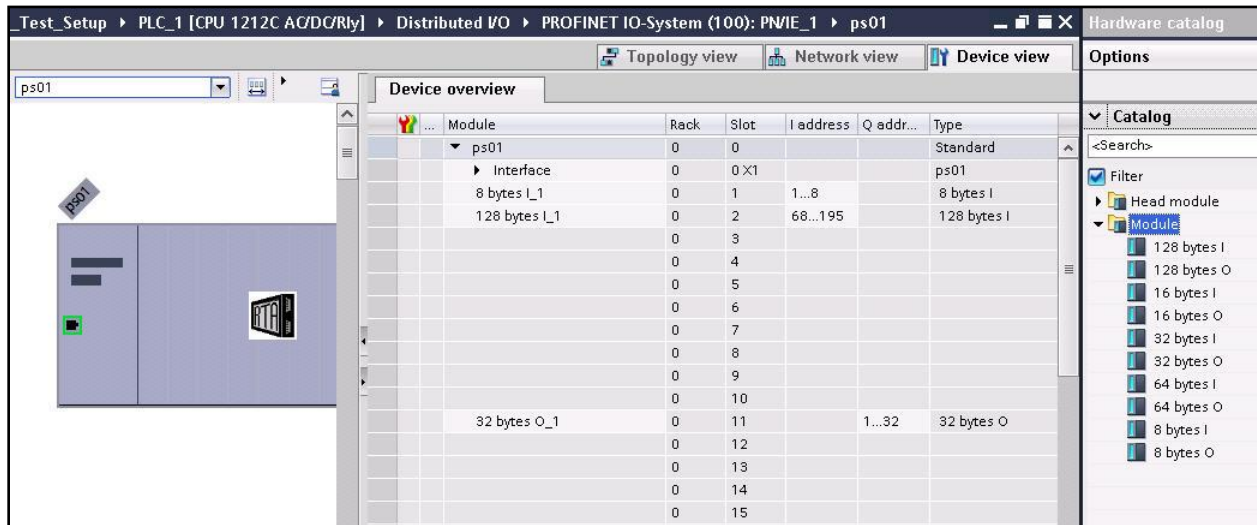 _Test_Setup ▸ PLC_1 [CPU 1212C AC/DC/Rly] ▸ Distributed I/O ▸ PROFINET IO-System (100): PN/IE_1 ▸ ps01
Hardware catalog
Topology view Network view Device view
Options
ps01
Device overview
... Module Rack Slot I address Q addr... Type
ps01 0 0 Standard
Interface 0 0 X1 ps01
8 bytes I_1 0 1 1...8 8 bytes I
128 bytes I_1 0 2 68...195 128 bytes I
0 3
0 4
0 5
0 6
0 7
0 8
0 9
0 10
32 bytes O_1 0 11 1...32 32 bytes O
0 12
0 13
0 14
0 15
ps01
RTA
Catalog
<Search>
Filter
Head module
Module
128 bytes I
128 bytes O
16 bytes I
16 bytes O
32 bytes I
32 bytes O
64 bytes I
64 bytes O
8 bytes I
8 bytes O